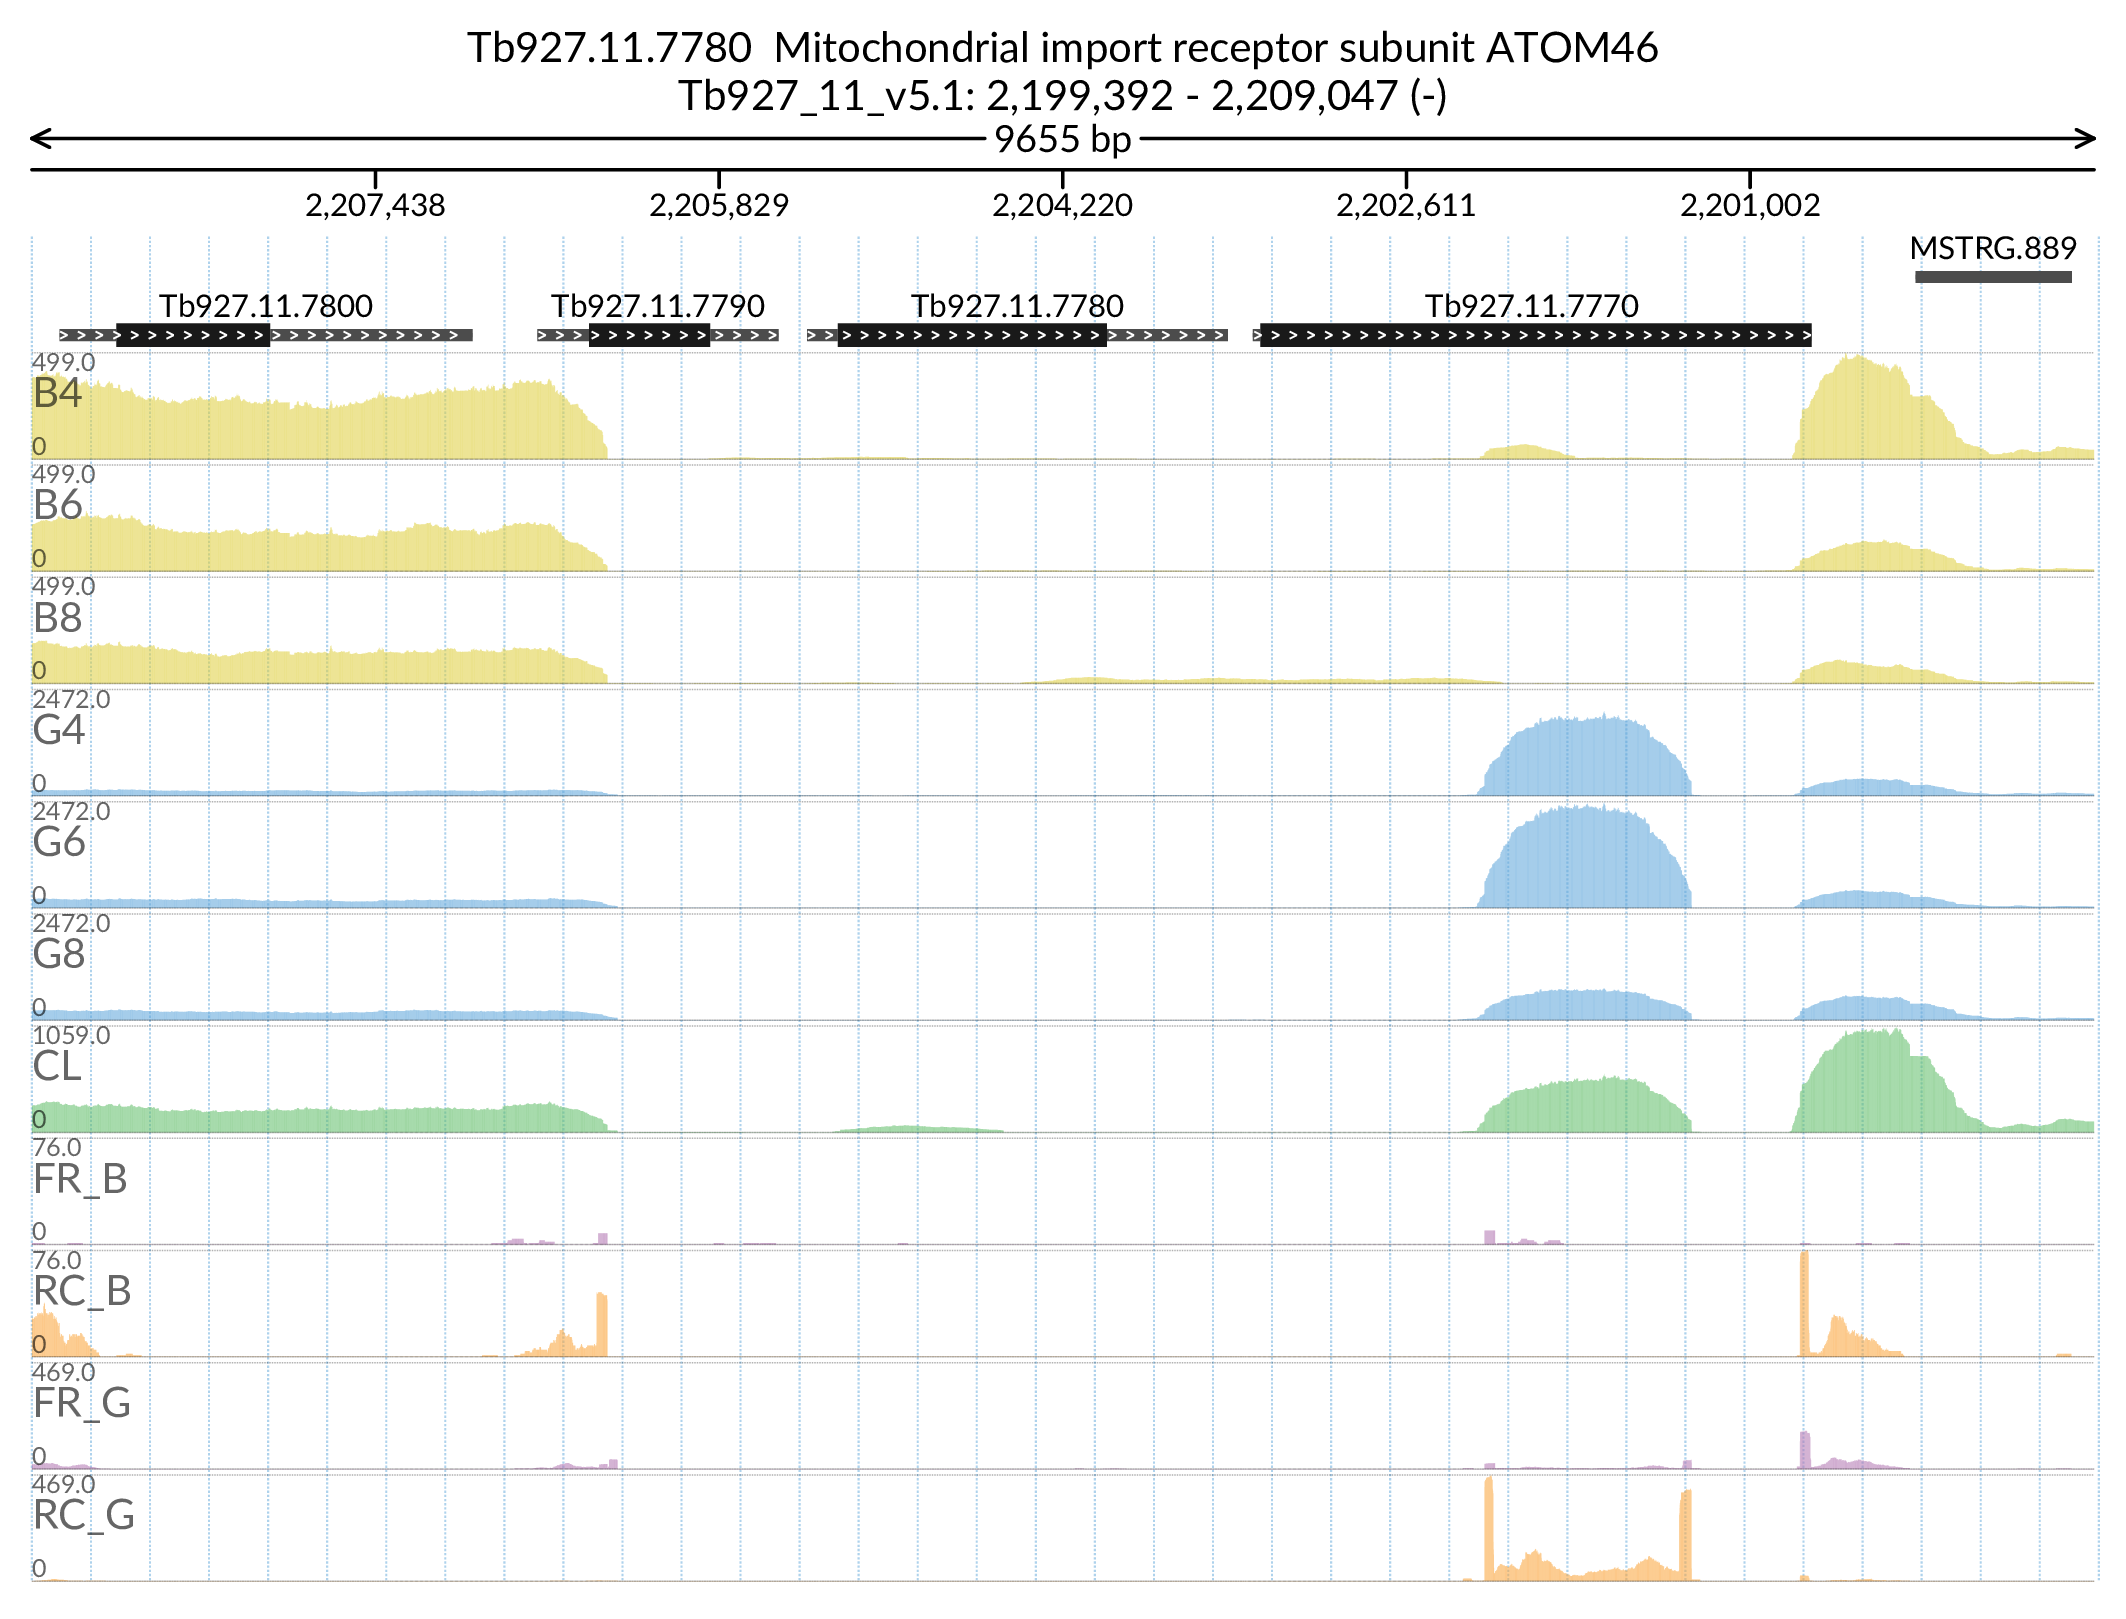 Tb927.11.7780  Mitochondrial import receptor subunit ATOM46
Tb927_11_v5.1: 2,199,392 - 2,209,047 (-)
9655 bp
2,207,438 2,205,829 2,204,220 2,202,611 2,201,002
MSTRG.889
Tb927.11.7800 Tb927.11.7790 Tb927.11.7780 Tb927.11.7770
499.0
B4
0
499.0
B6
0
499.0
B8
0
2472.0
G4
0
2472.0
G6
0
2472.0
G8
0
1059.0
CL
0
76.0
FR_B
0
76.0
RC_B
0
469.0
FR_G
0
469.0
RC_G
0